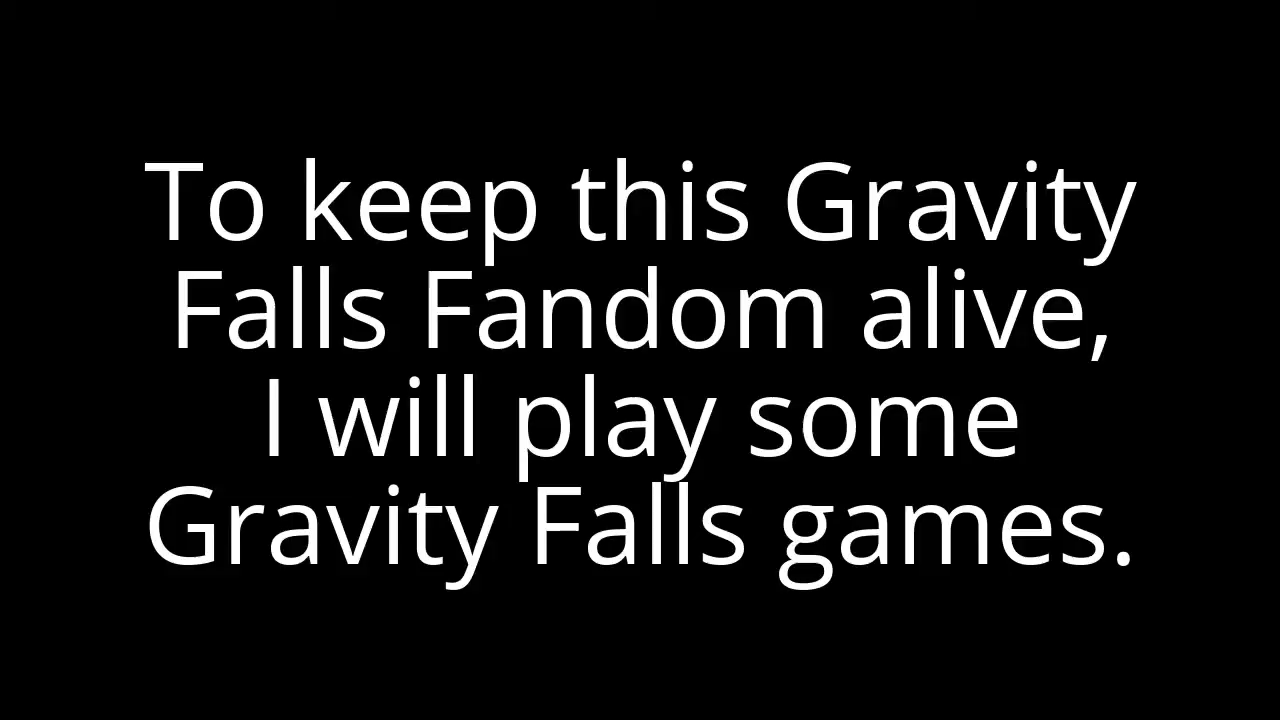 To keep this Gravity
Falls Fandom alive,
I will play some
Gravity Falls games.